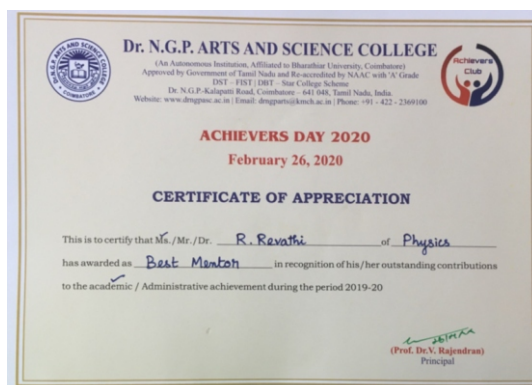 Dr. N.G.P. ARTS AND SCIENCE COLLEGE
(An Autonomous Institution, Affiliated to Bharathiar University, Coimbatore)
Approved by Government of Tamil Nadu and Re-accredited by NAAC with 'A' Grade
DST – FIST | DBT – Star College Scheme
Dr. N.G.P.-Kalapatti Road, Coimbatore – 641 048, Tamil Nadu, India.
Website: www.drngpasc.ac.in | Email: drngparts@kmch.ac.in | Phone: +91 - 422 - 2369100
Achievers
Club
ACHIEVERS DAY 2020
February 26, 2020
CERTIFICATE OF APPRECIATION
This is to certify that Ms./Mr./Dr. R. Revathi of Physics
has awarded as Best Mentor in recognition of his/her outstanding contributions
to the academic / Administrative achievement during the period 2019-20
(Prof. Dr.V. Rajendran)
Principal